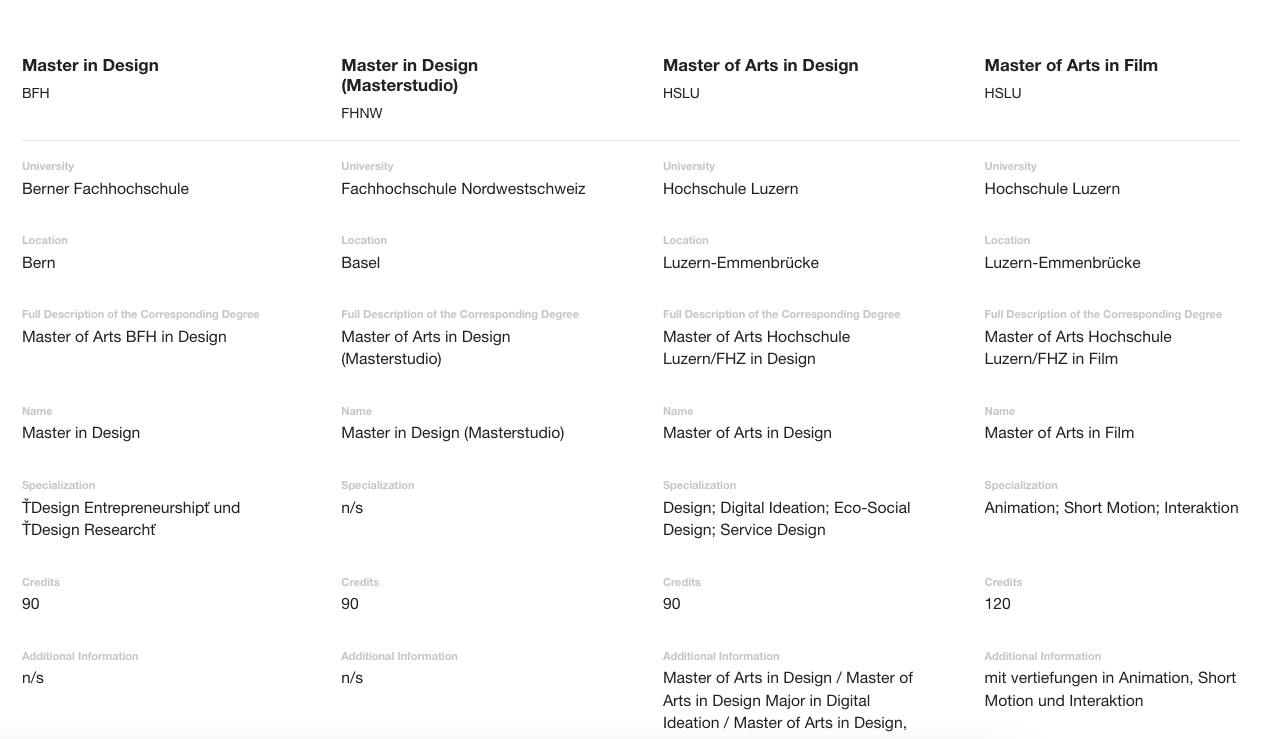 Master in Design
BFH
Master in Design
(Masterstudio)
FHNW
Master of Arts in Design
HSLU
Master of Arts in Film
HSLU
University
Berner Fachhochschule
University
Fachhochschule Nordwestschweiz
University
Hochschule Luzern
University
Hochschule Luzern
Location
Bern
Location
Basel
Location
Luzern-Emmenbrücke
Location
Luzern-Emmenbrücke
Full Description of the Corresponding Degree
Master of Arts BFH in Design
Full Description of the Corresponding Degree
Master of Arts in Design
(Masterstudio)
Full Description of the Corresponding Degree
Master of Arts Hochschule
Luzern/FHZ in Design
Full Description of the Corresponding Degree
Master of Arts Hochschule
Luzern/FHZ in Film
Name
Master in Design
Name
Master in Design (Masterstudio)
Name
Master of Arts in Design
Name
Master of Arts in Film
Specialization
ŤDesign Entrepreneurshipť und
ŤDesign Researchť
Specialization
n/s
Specialization
Design; Digital Ideation; Eco-Social
Design; Service Design
Specialization
Animation; Short Motion; Interaktion
Credits
90
Credits
90
Credits
90
Credits
120
Additional Information
n/s
Additional Information
n/s
Additional Information
Master of Arts in Design / Master of
Arts in Design Major in Digital
Ideation / Master of Arts in Design,
Additional Information
mit vertiefungen in Animation, Short
Motion und Interaktion